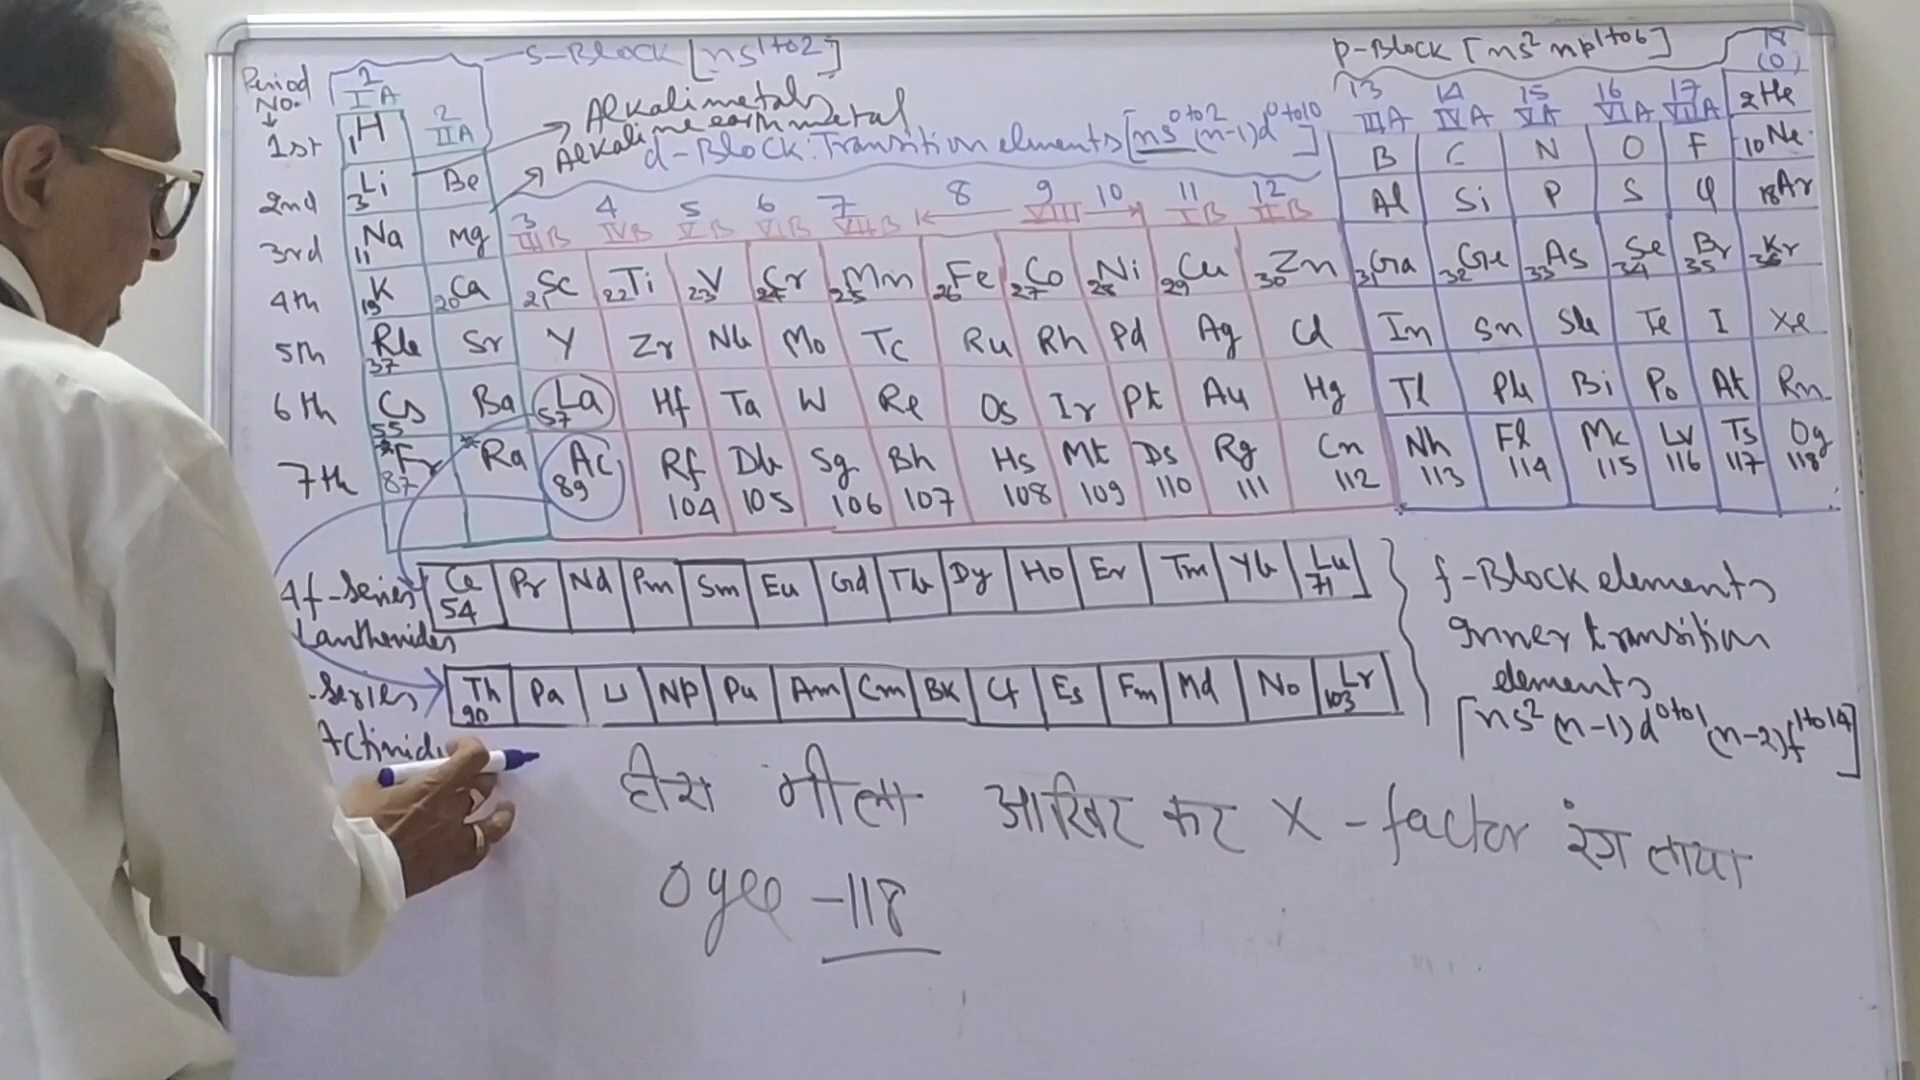 s-Block [ns1to2]
p-Block [ns2 np1to6]
18
(0)
Period
No.
1
IA
2
IIA
Alkali metals
Alkaline earth metal
d-Block: Transition elements [ns0to2 (n-1)d0to10]
13 14 15 16 17
IIIA IVA VA VIA VIIA
1st 1H 2He
2nd 3Li Be B C N O F 10Ne
3 4 5 6 7 8 9 10 11 12
IIIB IVB VB VIB VIIB VIII IB IIB
3rd 11Na Mg Al Si P S Cl 18Ar
4th 19K 20Ca 21Sc 22Ti 23V 24Cr 25Mn 26Fe 27Co 28Ni 29Cu 30Zn 31Ga 32Ge 33As 34Se 35Br 36Kr
5th Rb 37 Sr Y Zr Nb Mo Tc Ru Rh Pd Ag Cd In Sn Sb Te I Xe
6th Cs 55 Ba La 57 Hf Ta W Re Os Ir Pt Au Hg Tl Pb Bi Po At Rn
7th *Fr 87 *Ra Ac 89 Rf 104 Db 105 Sg 106 Bh 107 Hs 108 Mt 109 Ds 110 Rg 111 Cn 112 Nh 113 Fl 114 Mc 115 Lv 116 Ts 117 Og 118
4f-Series Ce 54 Pr Nd Pm Sm Eu Gd Tb Dy Ho Er Tm Yb Lu 71
Lanthenides
-Series Th 90 Pa U Np Pu Am Cm Bk Cf Es Fm Md No Lr 103
f-Block elements
Inner transition
elements
[ns2 (n-1)d0to1 (n-2)f1to14]
हीरा नीला आखिर कर X-factor रंग लाया
Oyee -118